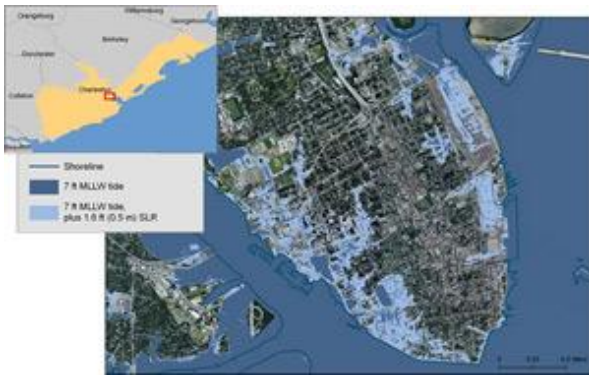 Orangeburg
Williamsburg
Georgetown
Berkeley
Dorchester
Charleston
Colleton
Shoreline
7 ft MLLW tide
7 ft MLLW tide,
plus 1.6 ft (0.5 m) SLR